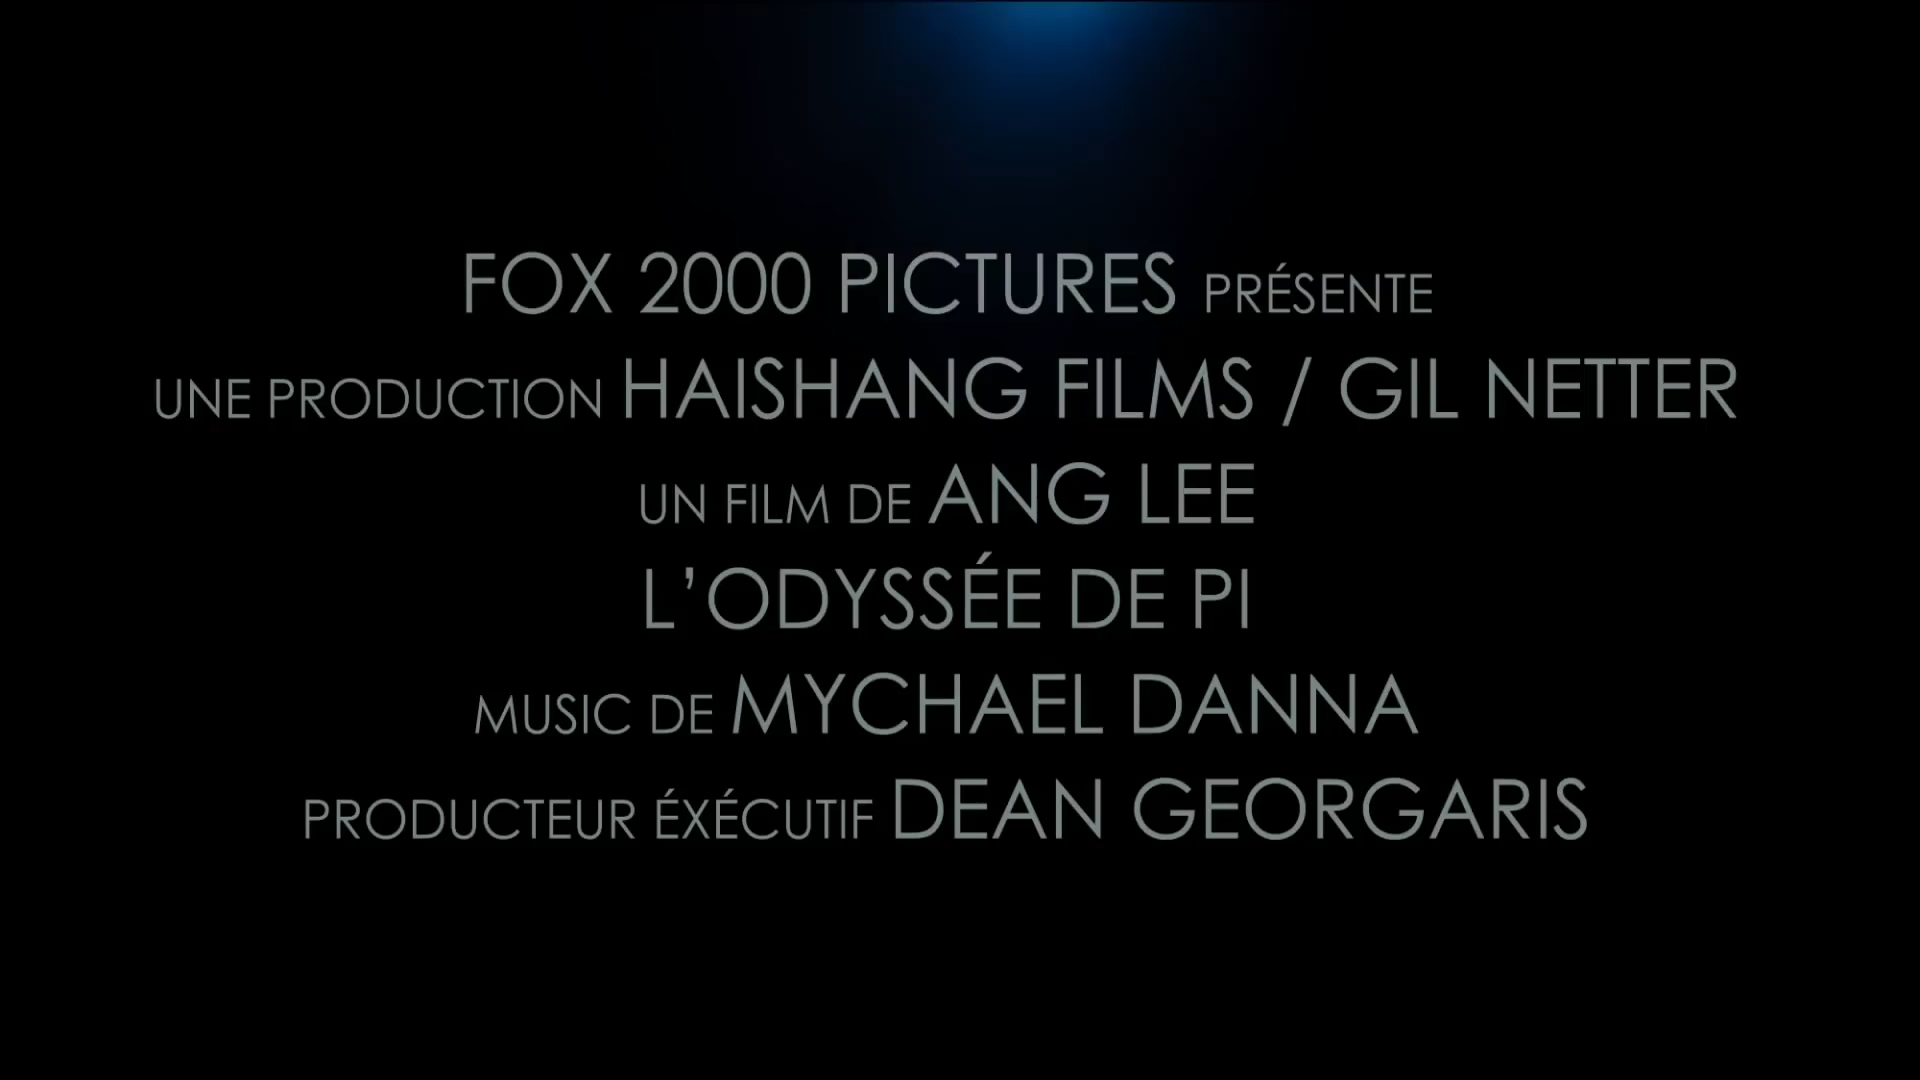 FOX 2000 PICTURES PRÉSENTE
UNE PRODUCTION HAISHANG FILMS / GIL NETTER
UN FILM DE ANG LEE
L’ODYSSÉE DE PI
MUSIC DE MYCHAEL DANNA
PRODUCTEUR ÉXÉCUTIF DEAN GEORGARIS